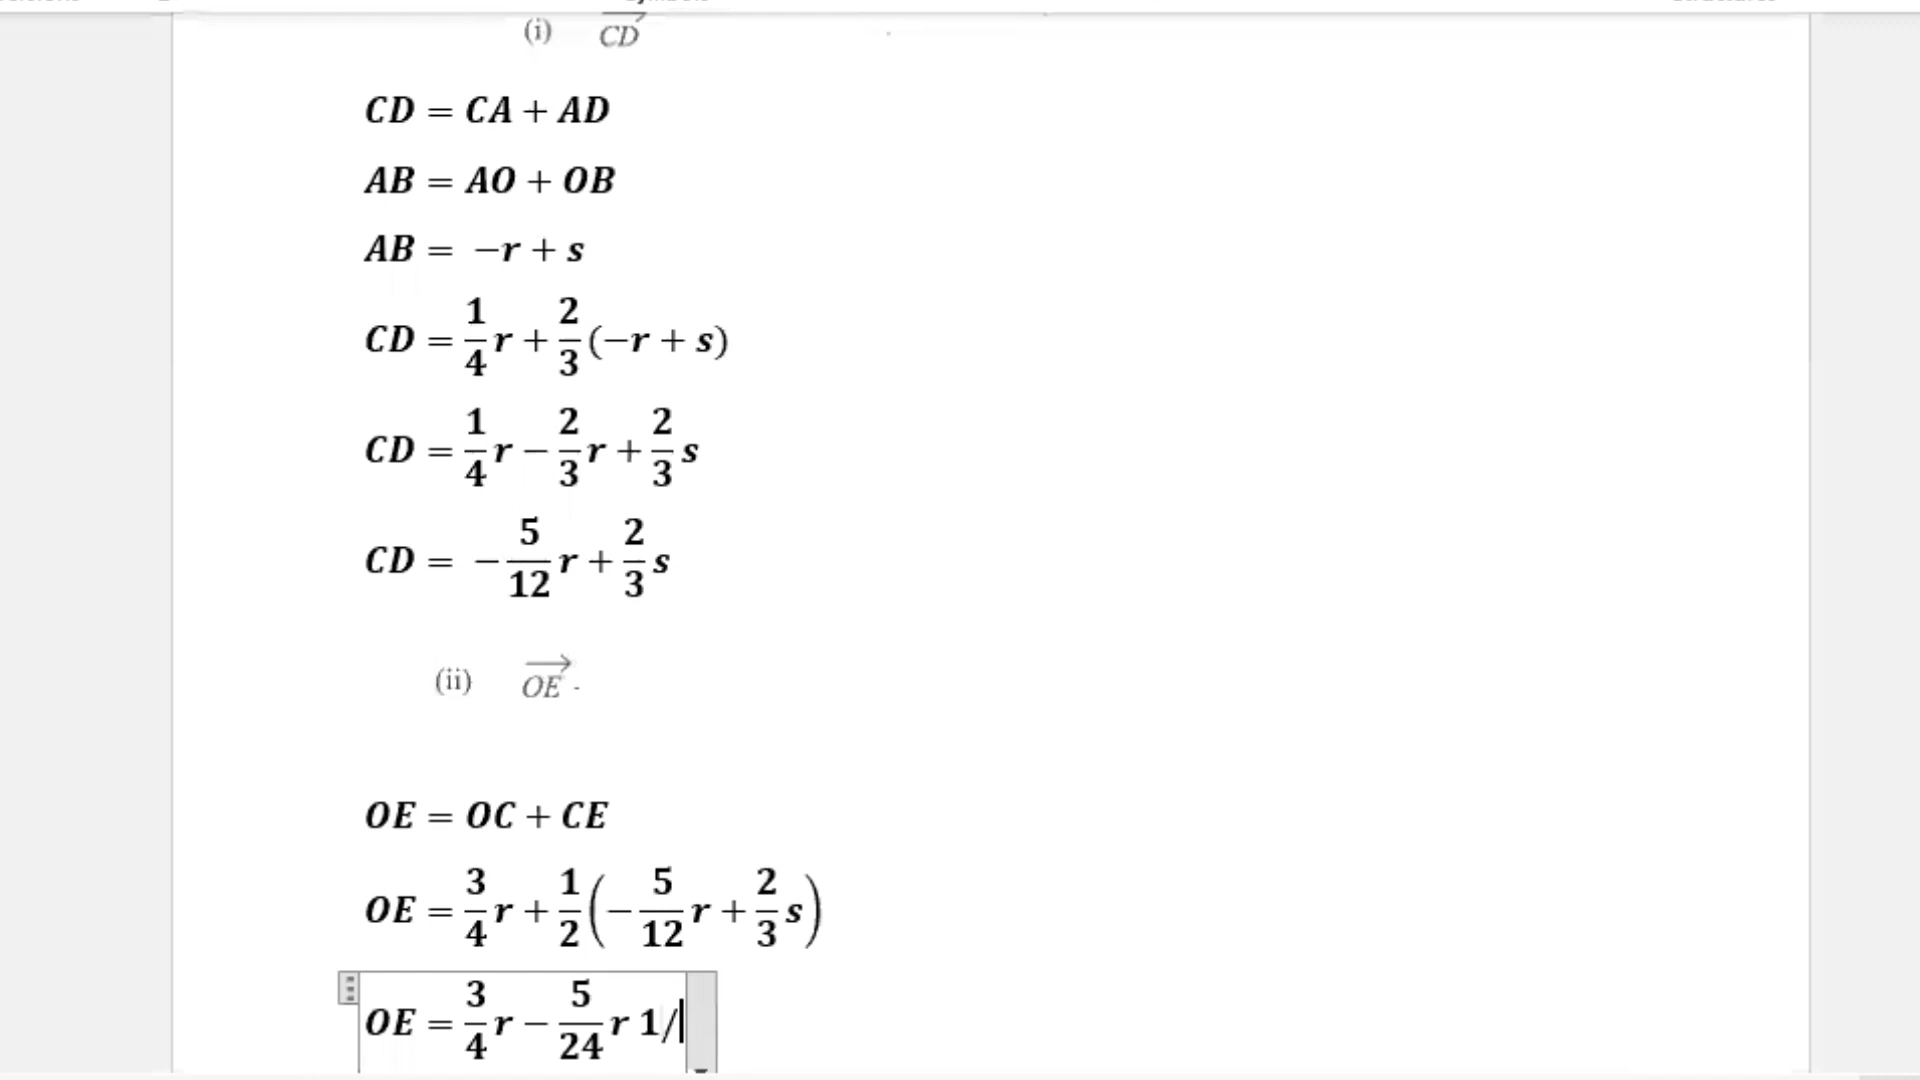 (i) CD
CD = CA + AD
AB = AO + OB
AB = −r + s
CD = 1/4 r + 2/3 (−r + s)
CD = 1/4 r − 2/3 r + 2/3 s
CD = − 5/12 r + 2/3 s
(ii) OE .
OE = OC + CE
OE = 3/4 r + 1/2 (− 5/12 r + 2/3 s)
OE = 3/4 r − 5/24 r 1/